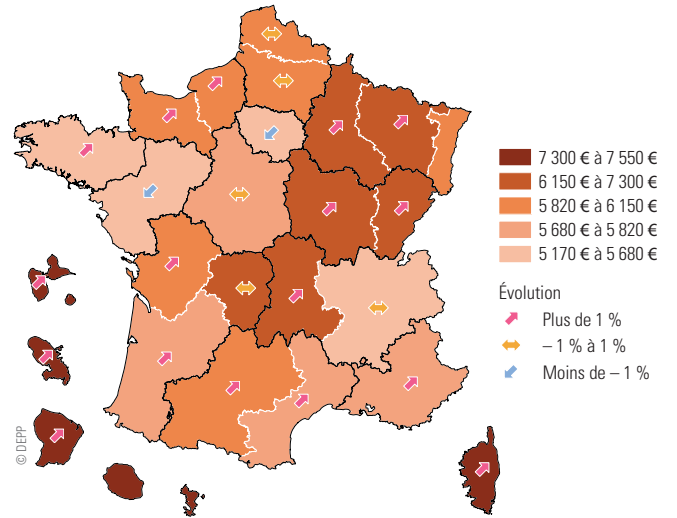 7 300 € à 7 550 €
6 150 € à 7 300 €
5 820 € à 6 150 €
5 680 € à 5 820 €
5 170 € à 5 680 €
Évolution
Plus de 1 %
– 1 % à 1 %
Moins de – 1 %
© DEPP